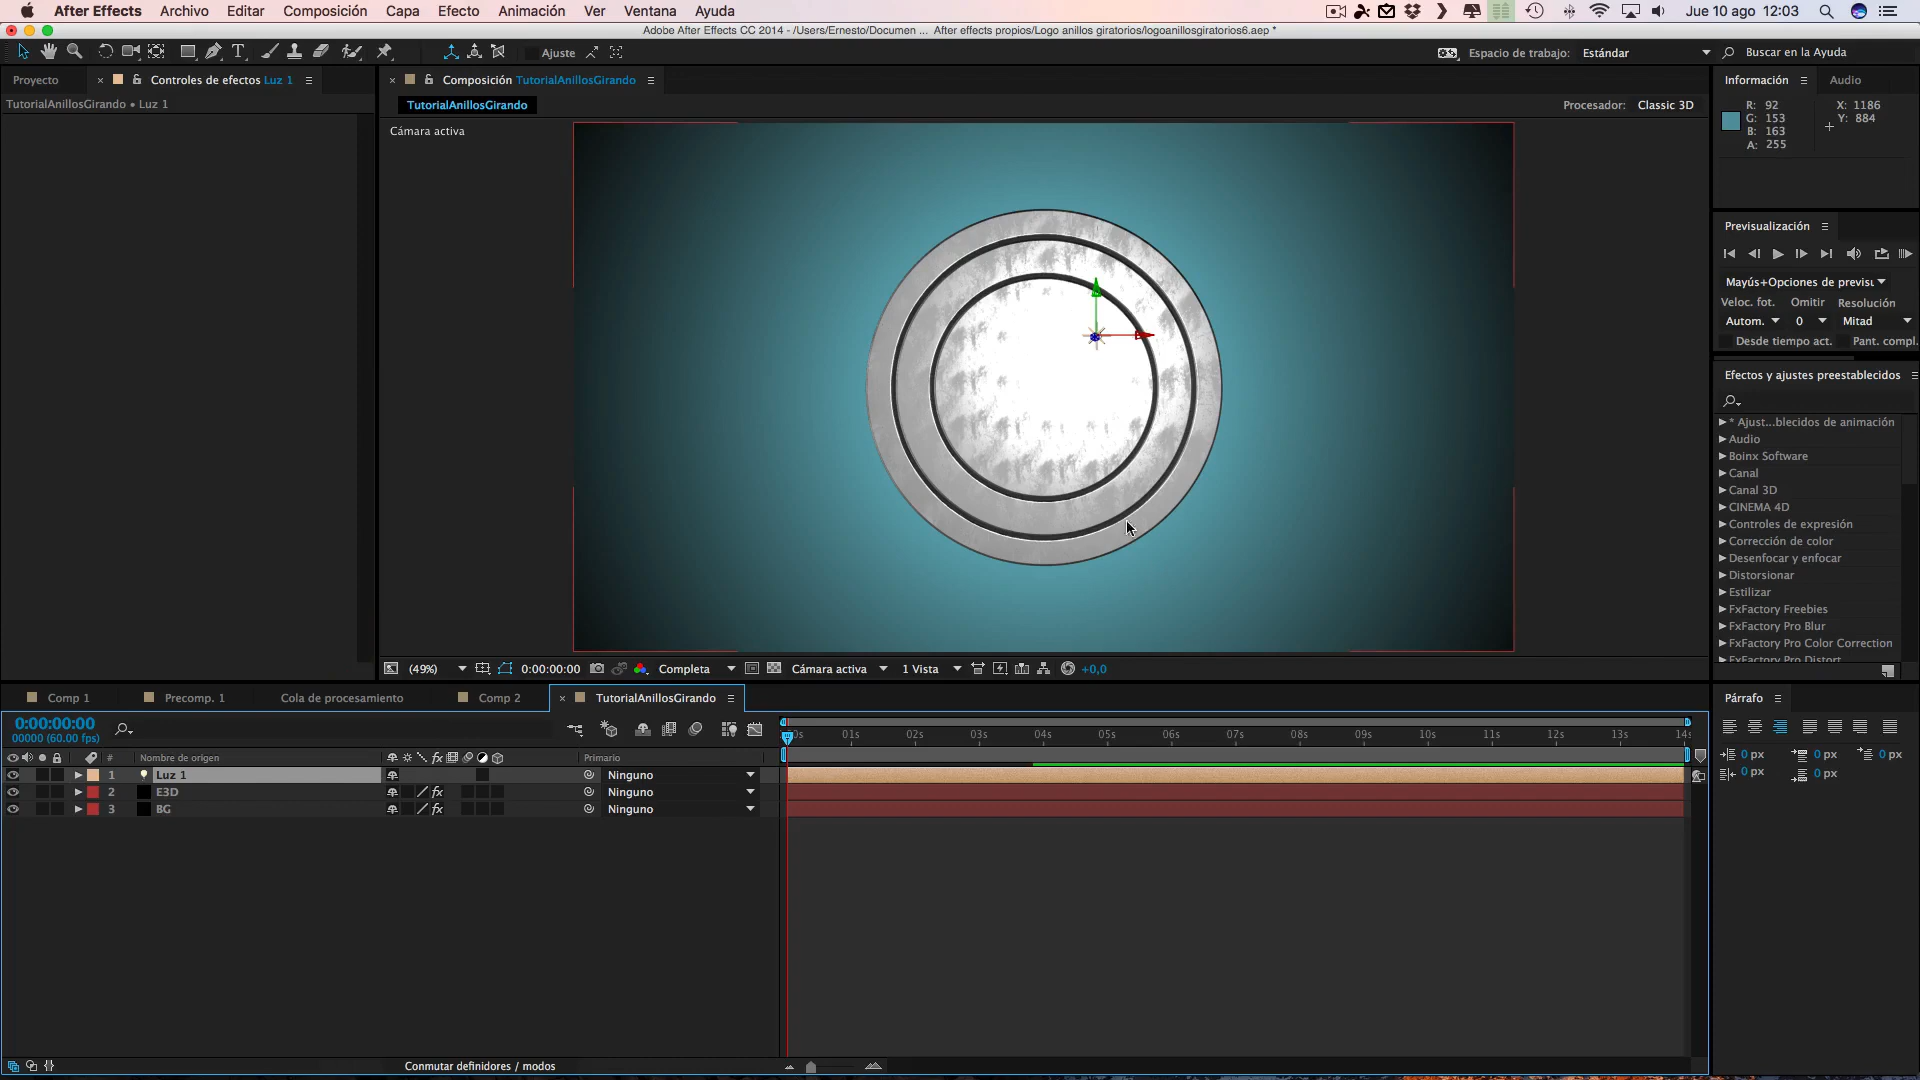 After Effects Archivo Editar Composición Capa Efecto Animación Ver Ventana Ayuda Jue 10 ago 12:03
Adobe After Effects CC 2014 - /Users/Ernesto/Documen ... After effects propios/Logo anillos giratorios/logoanillosgiratorios6.aep *
Ajuste Espacio de trabajo: Estándar Buscar en la Ayuda
Proyecto Controles de efectos Luz 1
TutorialAnillosGirando • Luz 1
Composición TutorialAnillosGirando
TutorialAnillosGirando
Procesador: Classic 3D
Cámara activa
Información Audio
R: 92
G: 153
B: 163
A: 255
X: 1186
Y: 884
Previsualización
Mayús+Opciones de previsu
Veloc. fot. Omitir Resolución
Autom. 0 Mitad
Desde tiempo act. Pant. compl.
Efectos y ajustes preestablecidos
* Ajust...blecidos de animación
Audio
Boinx Software
Canal
Canal 3D
CINEMA 4D
Controles de expresión
Corrección de color
Desenfocar y enfocar
Distorsionar
Estilizar
FxFactory Freebies
FxFactory Pro Blur
FxFactory Pro Color Correction
FxFactory Pro Distort
(49%) 0:00:00:00 Completa Cámara activa 1 Vista +0,0
Comp 1 Precomp. 1 Cola de procesamiento Comp 2 TutorialAnillosGirando
0:00:00:00
00000 (60.00 fps)
# Nombre de origen fx Primario
1 Luz 1 Ninguno
2 E3D fx Ninguno
3 BG fx Ninguno
0s 01s 02s 03s 04s 05s 06s 07s 08s 09s 10s 11s 12s 13s 14s
Conmutar definidores / modos
Párrafo
0 px 0 px 0 px
0 px 0 px